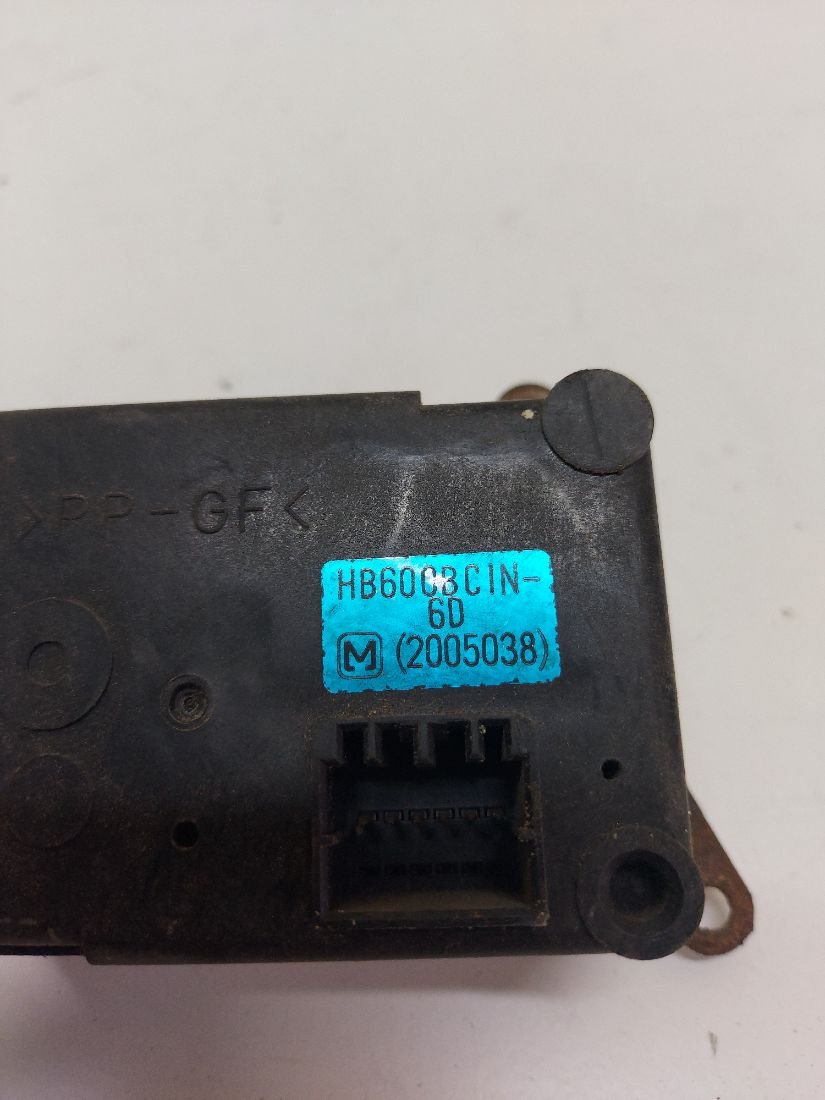 >PP-GF<
HB600BCIN-
6D
M (2005038)